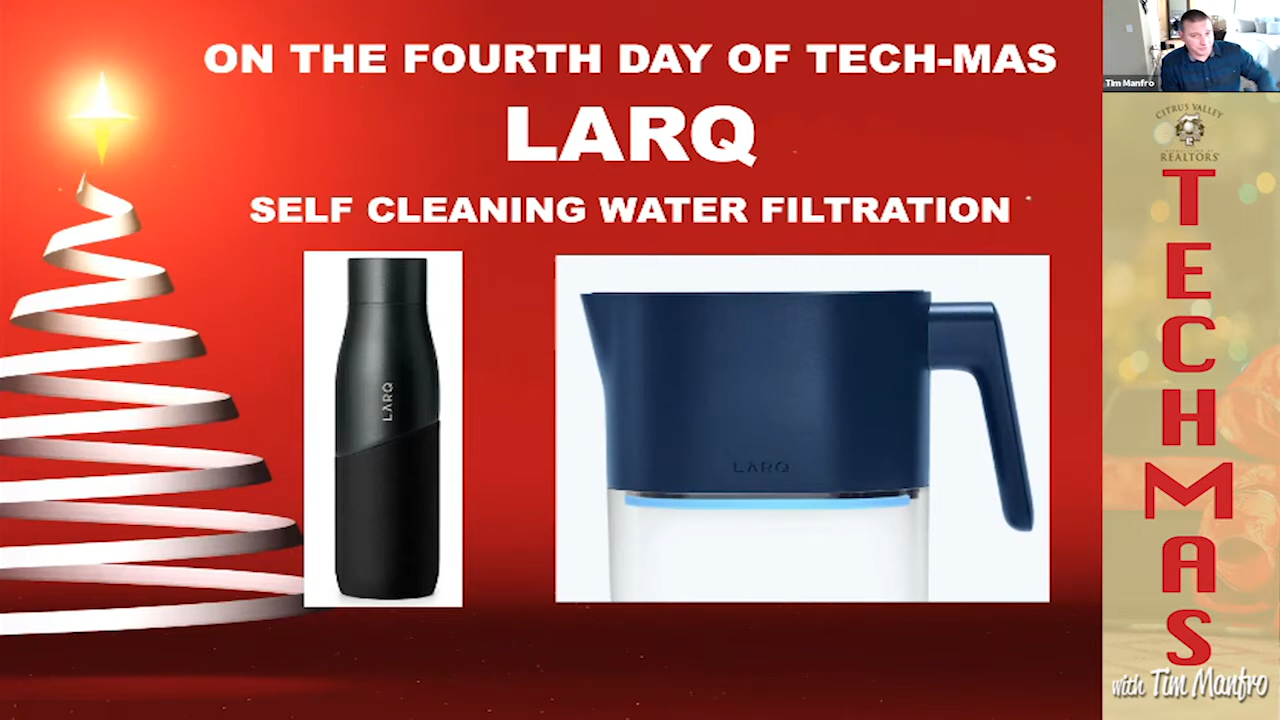 ON THE FOURTH DAY OF TECH-MAS
LARQ
SELF CLEANING WATER FILTRATION
LARQ
LARQ
Tim Manfro
CITRUS VALLEY
REALTORS®
TECHMAS
with Tim Manfro